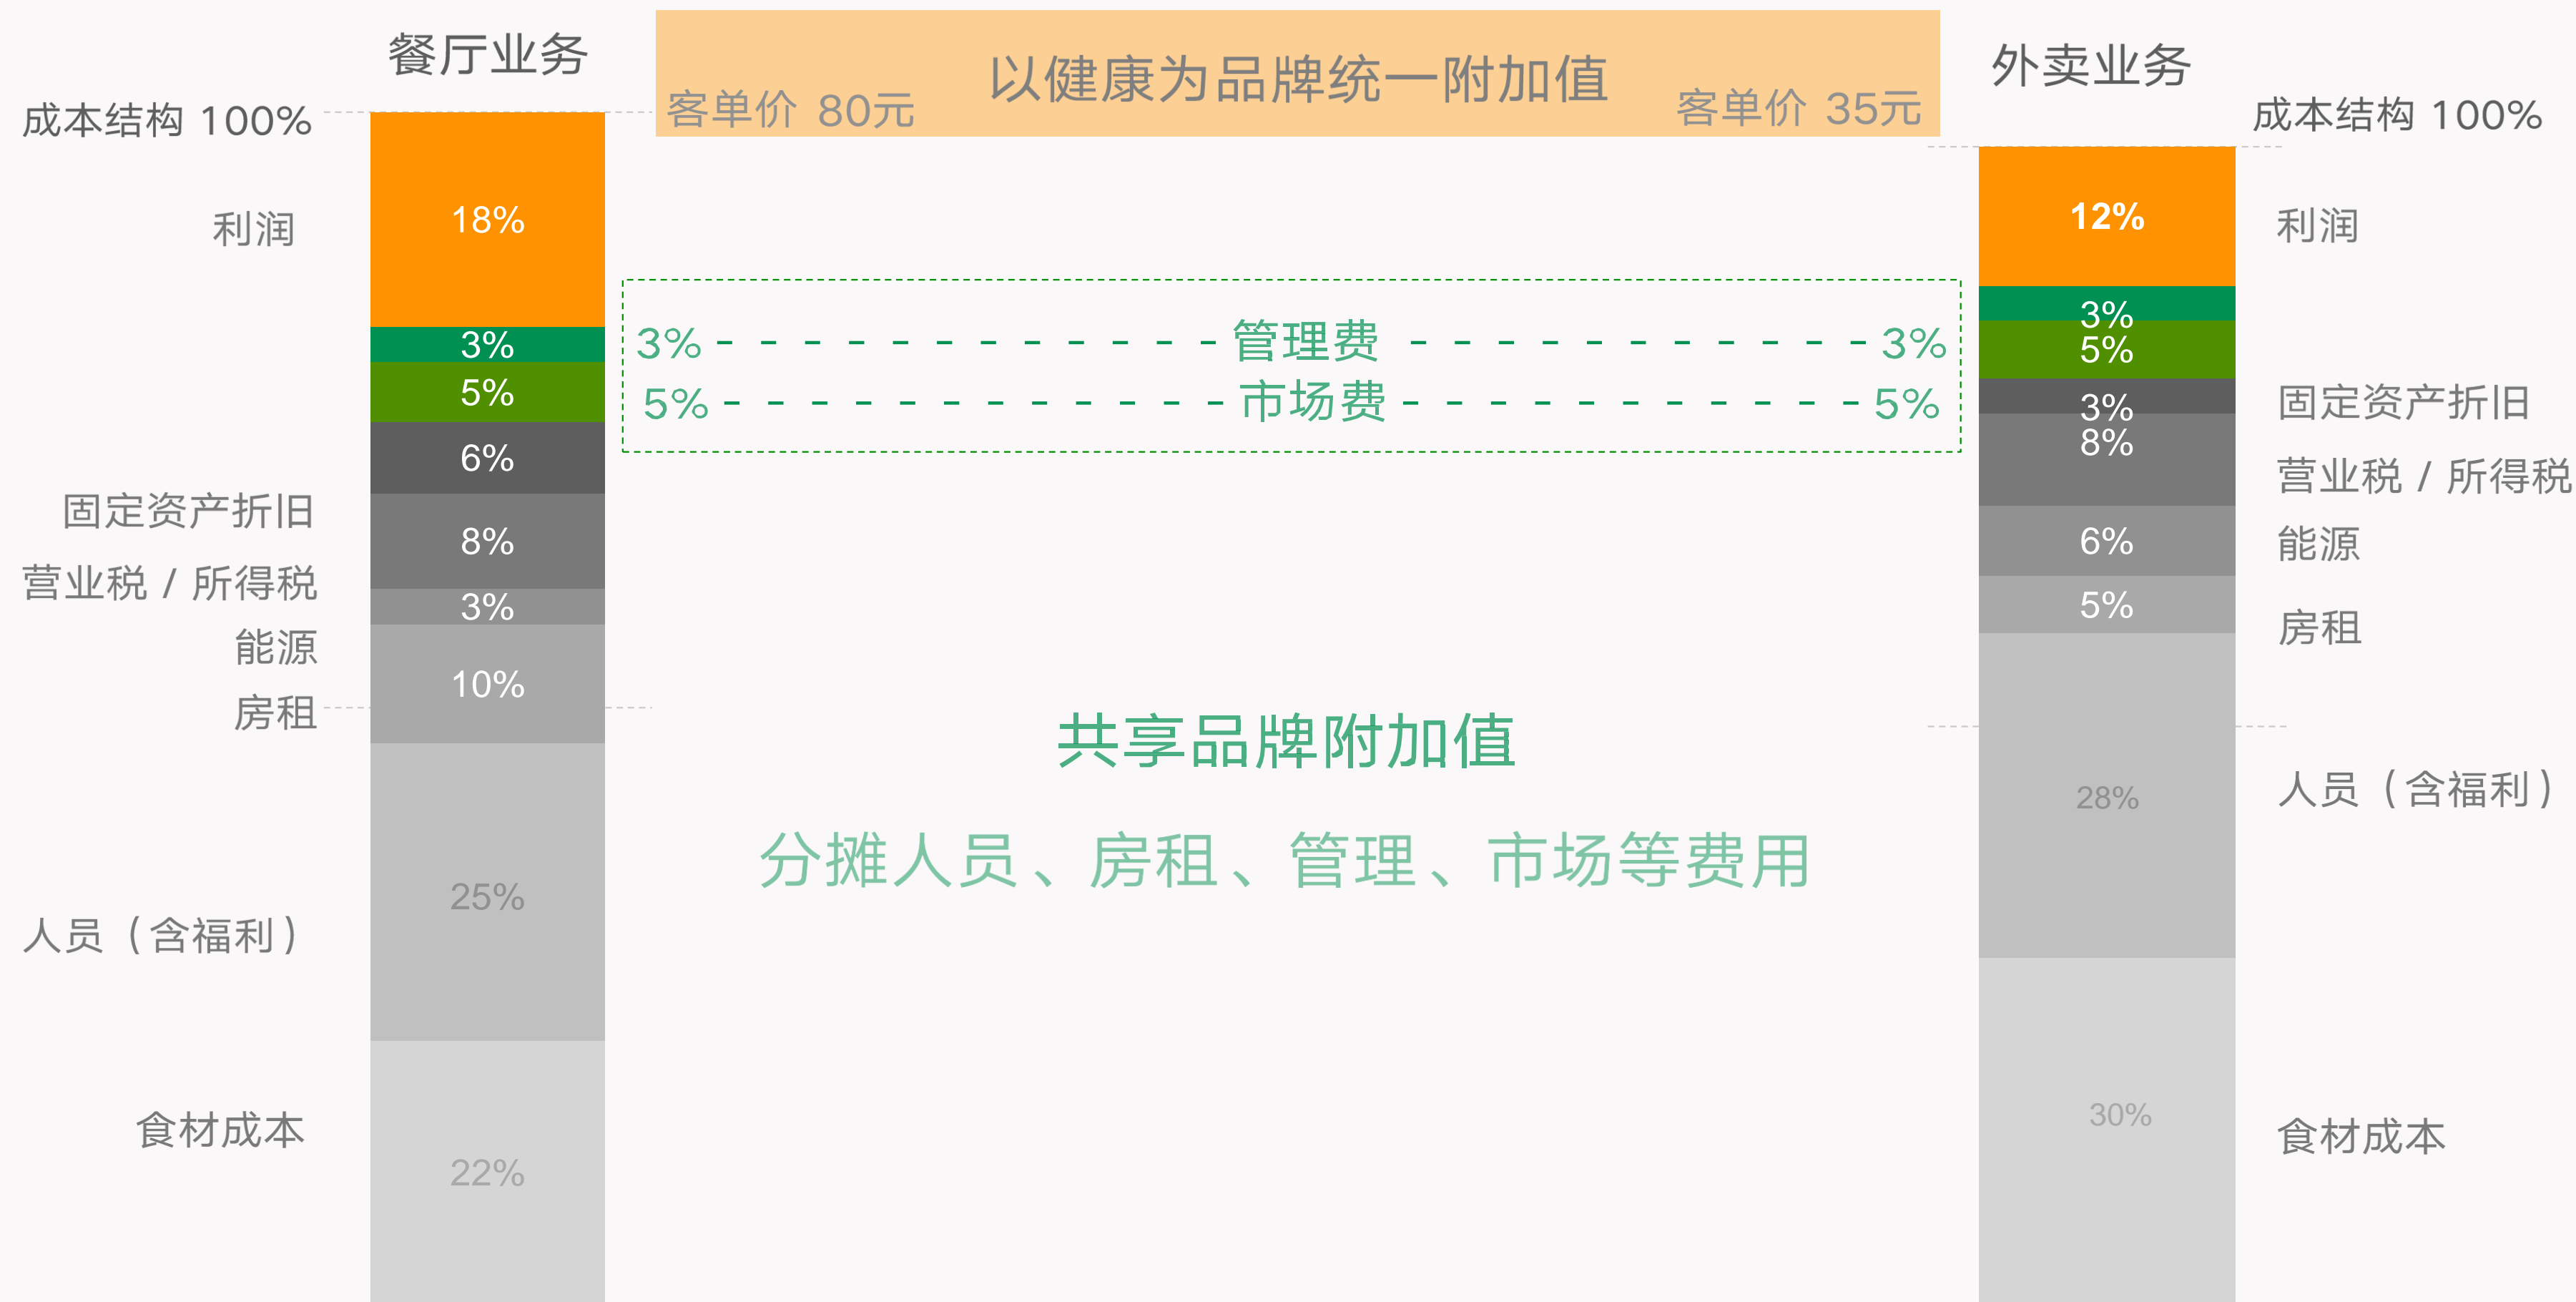 餐厅业务
成本结构 100%
利润
固定资产折旧
营业税 / 所得税
能源
房租
人员（含福利）
食材成本
18%
3%
5%
6%
8%
3%
10%
25%
22%
以健康为品牌统一附加值
客单价 80元
客单价 35元
3% 管理费 3%
5% 市场费 5%
共享品牌附加值
分摊人员、房租、管理、市场等费用
外卖业务
成本结构 100%
12%
3%
5%
3%
8%
6%
5%
28%
30%
利润
固定资产折旧
营业税 / 所得税
能源
房租
人员（含福利）
食材成本